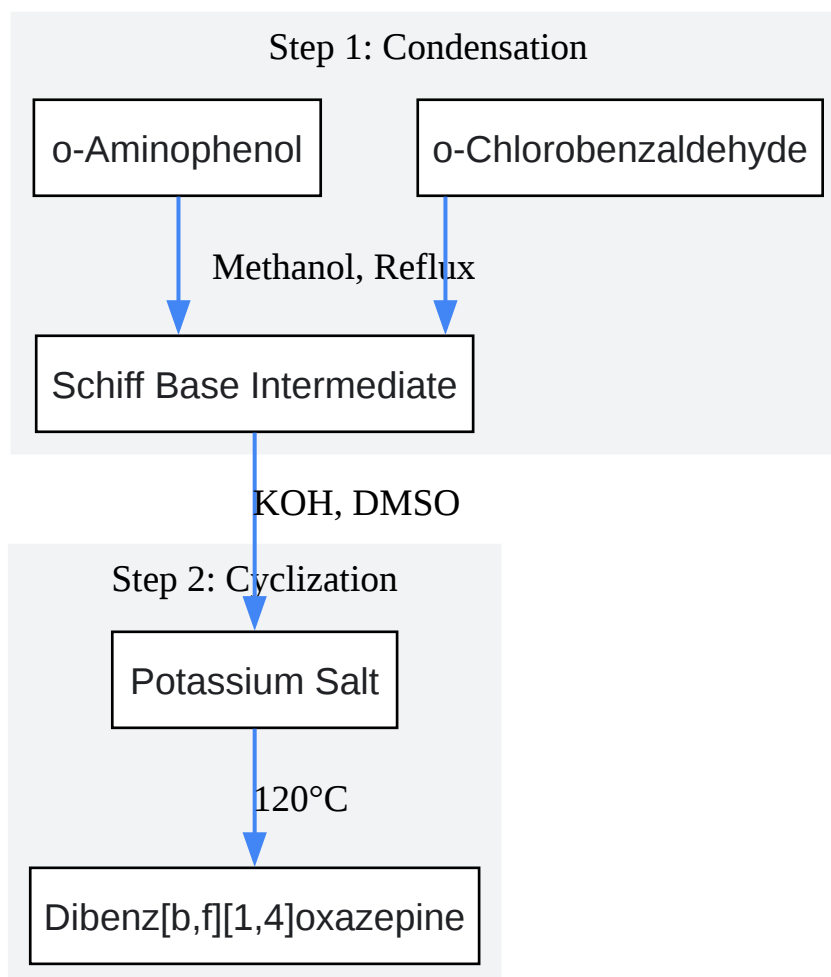 Step 1: Condensation
o-Aminophenol
o-Chlorobenzaldehyde
Methanol, Reflux
Schiff Base Intermediate
KOH, DMSO
Step 2: Cyclization
Potassium Salt
120°C
Dibenz[b,f][1,4]oxazepine